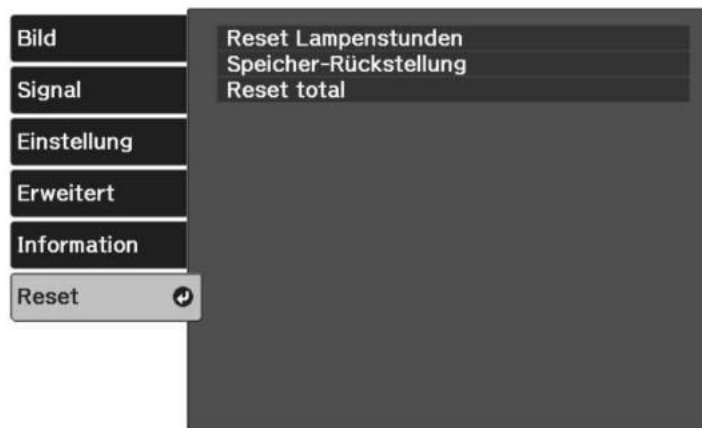 Bild
Signal
Einstellung
Erweitert
Information
Reset
Reset Lampenstunden
Speicher-Rückstellung
Reset total